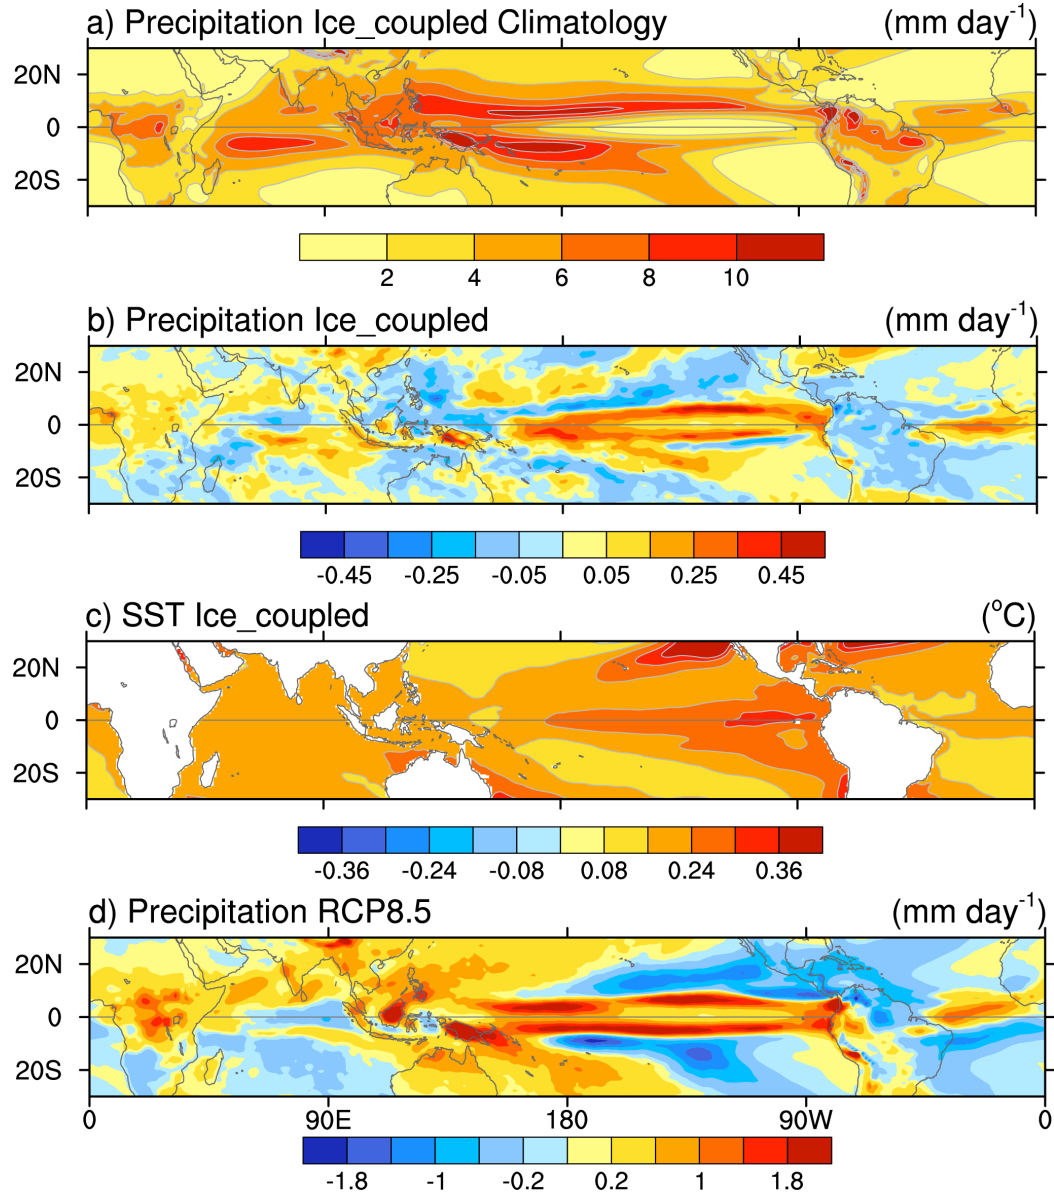 a) Precipitation Ice_coupled Climatology (mm day-1)
20N
0
20S
2 4 6 8 10
b) Precipitation Ice_coupled (mm day-1)
20N
0
20S
-0.45 -0.25 -0.05 0.05 0.25 0.45
c) SST Ice_coupled (oC)
20N
0
20S
-0.36 -0.24 -0.08 0.08 0.24 0.36
d) Precipitation RCP8.5 (mm day-1)
20N
0
20S
0 90E 180 90W 0
-1.8 -1 -0.2 0.2 1 1.8